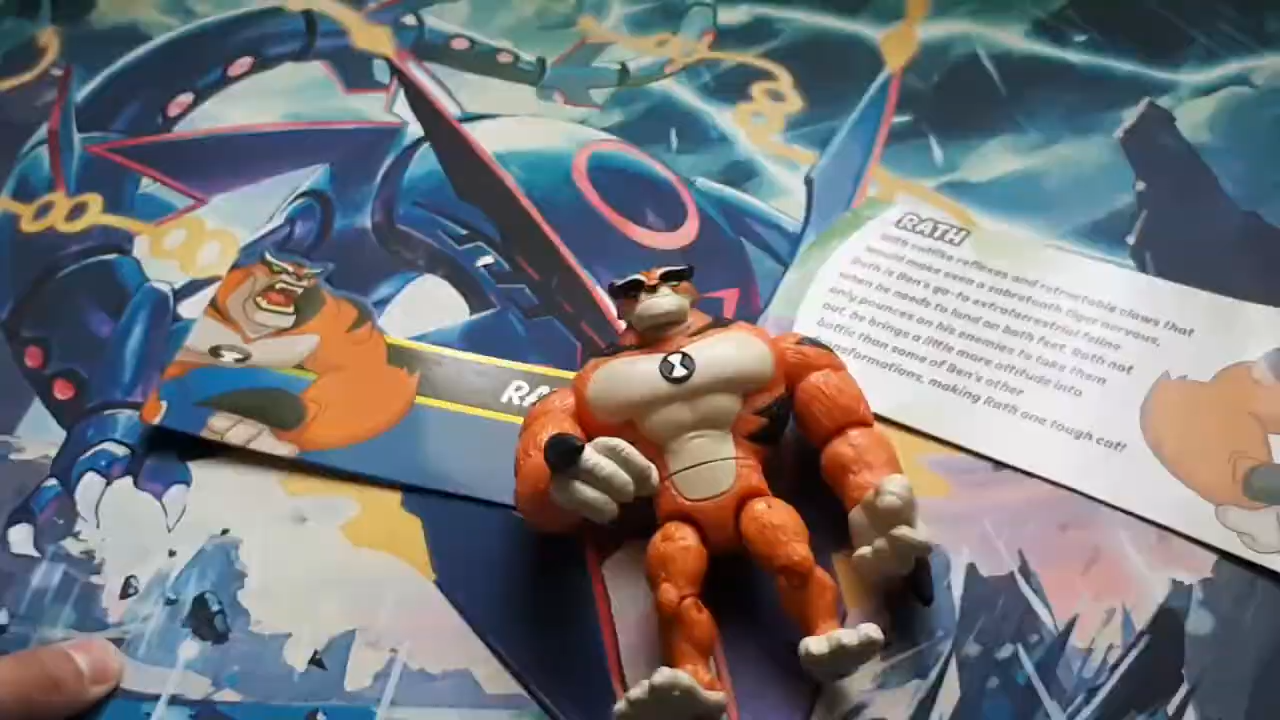 RATH
With catlike reflexes and retractable claws that
would make even a sabretooth tiger nervous,
Rath is Ben's go-to extraterrestrial feline
when he needs to land on both feet. Rath not
only pounces on his enemies to take them
out, he brings a little more attitude into
battle than some of Ben's other
transformations, making Rath one tough cat!
RA